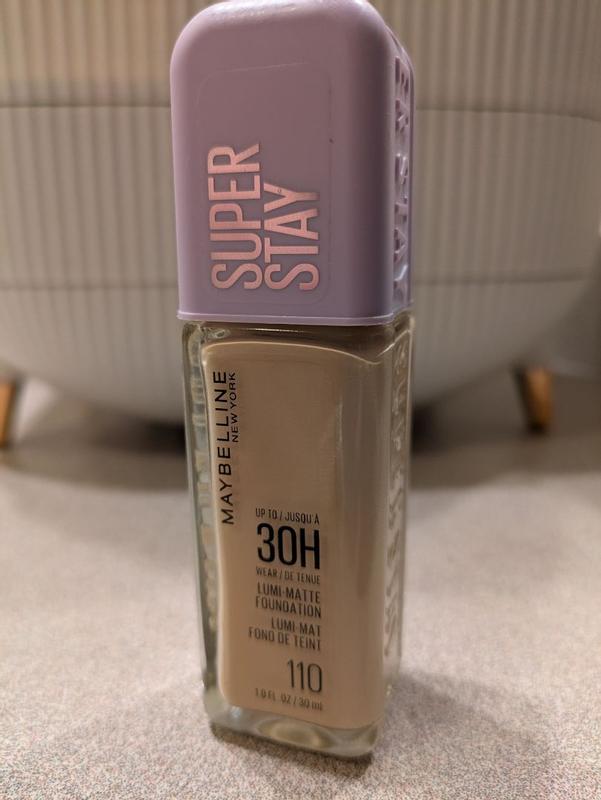 SUPER
STAY
MAYBELLINE
NEW YORK
UP TO / JUSQU'À
30H
WEAR / DE TENUE
LUMI-MATTE
FOUNDATION
LUMI-MAT
FOND DE TEINT
110
1.0 FL. OZ / 30 ml